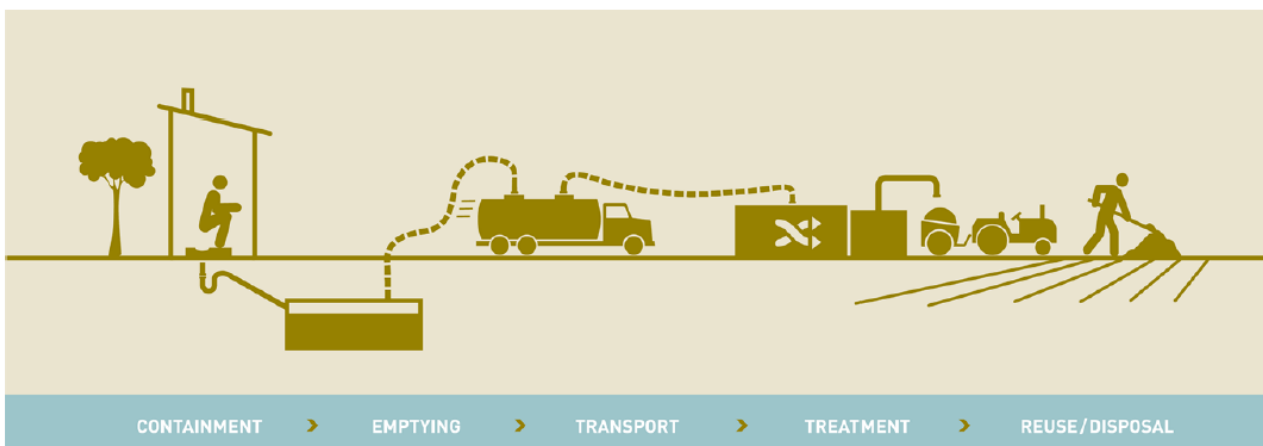 CONTAINMENT > EMPTYING > TRANSPORT > TREATMENT > REUSE/DISPOSAL